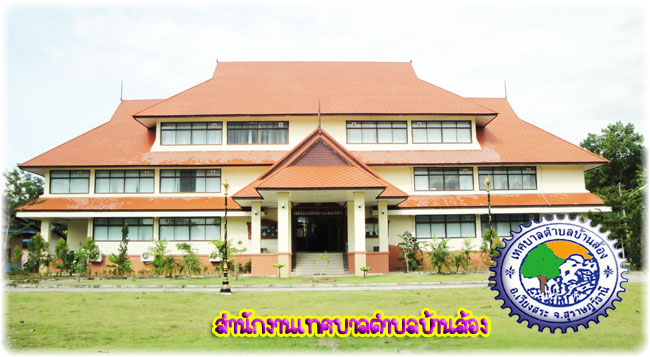 เทศบาลตำบลบ้านส้อง
อ.เวียงสระ จ.สุราษฎร์ธานี
สำนักงานเทศบาลตำบลบ้านส้อง